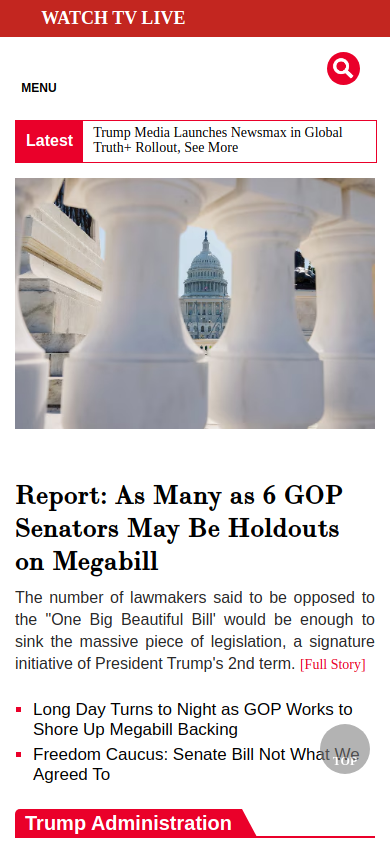 WATCH TV LIVE
MENU
Latest
Trump Media Launches Newsmax in Global
Truth+ Rollout, See More
Report: As Many as 6 GOP
Senators May Be Holdouts
on Megabill
The number of lawmakers said to be opposed to
the "One Big Beautiful Bill' would be enough to
sink the massive piece of legislation, a signature
initiative of President Trump's 2nd term. [Full Story]
Long Day Turns to Night as GOP Works to
Shore Up Megabill Backing
Freedom Caucus: Senate Bill Not What We
Agreed To
TOP
Trump Administration